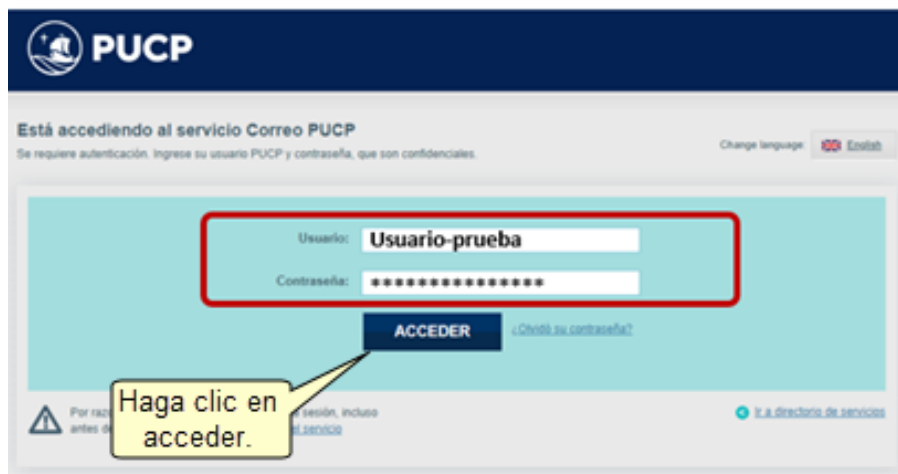 PUCP
Está accediendo al servicio Correo PUCP
Se requiere autenticación. Ingrese su usuario PUCP y contraseña, que son confidenciales.
Change language: English
Usuario: Usuario-prueba
Contraseña: ***************
ACCEDER ¿Olvidó su contraseña?
Haga clic en
acceder.
Por sesión, incluso
antes servicio
Ir a directorio de servicios